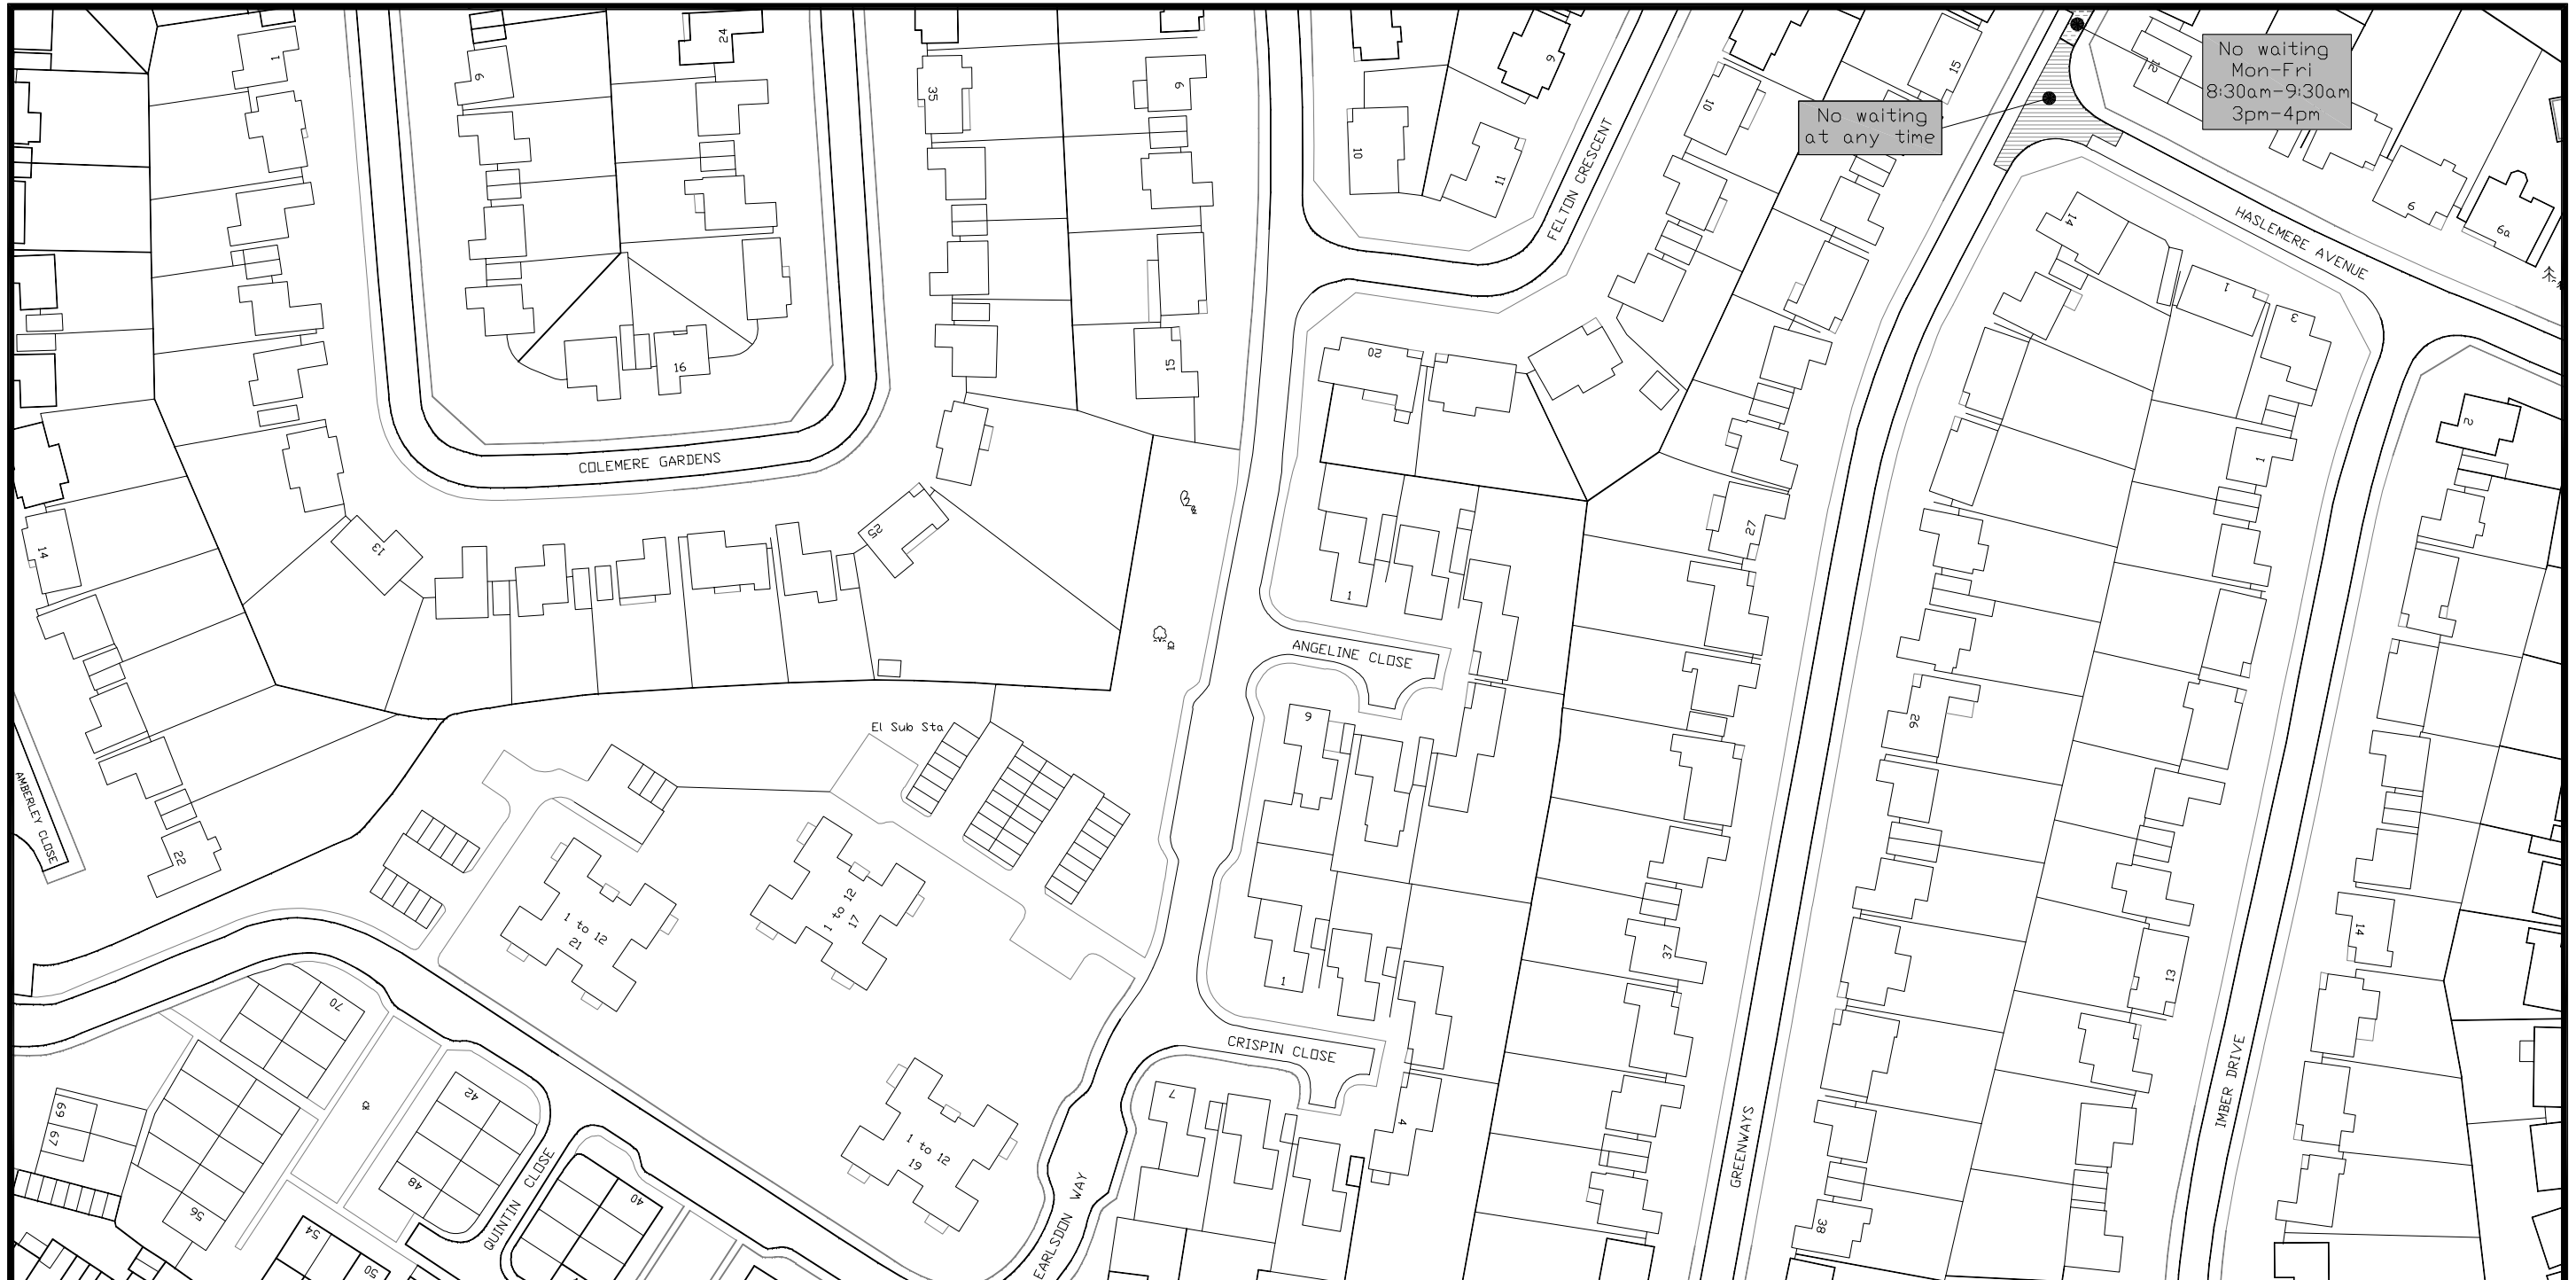 1
9
24
35
9
9
10
11
10
15
No waiting
at any time
12
No waiting
Mon-Fri
8:30am-9:30am
3pm-4pm
6
6a
FELTON CRESCENT
HASLEMERE AVENUE
14
1
3
16
15
20
2
1
COLEMERE GARDENS
13
25
27
14
1
ANGELINE CLOSE
9
26
El Sub Sta
AMBERLEY CLOSE
22
1 to 12
21
1 to 12
17
1
37
13
14
70
CRISPIN CLOSE
7
4
69
67
42
48
56
54
50
40
QUINTIN CLOSE
1 to 12
19
EARLSDON WAY
GREENWAYS
IMBER DRIVE
38